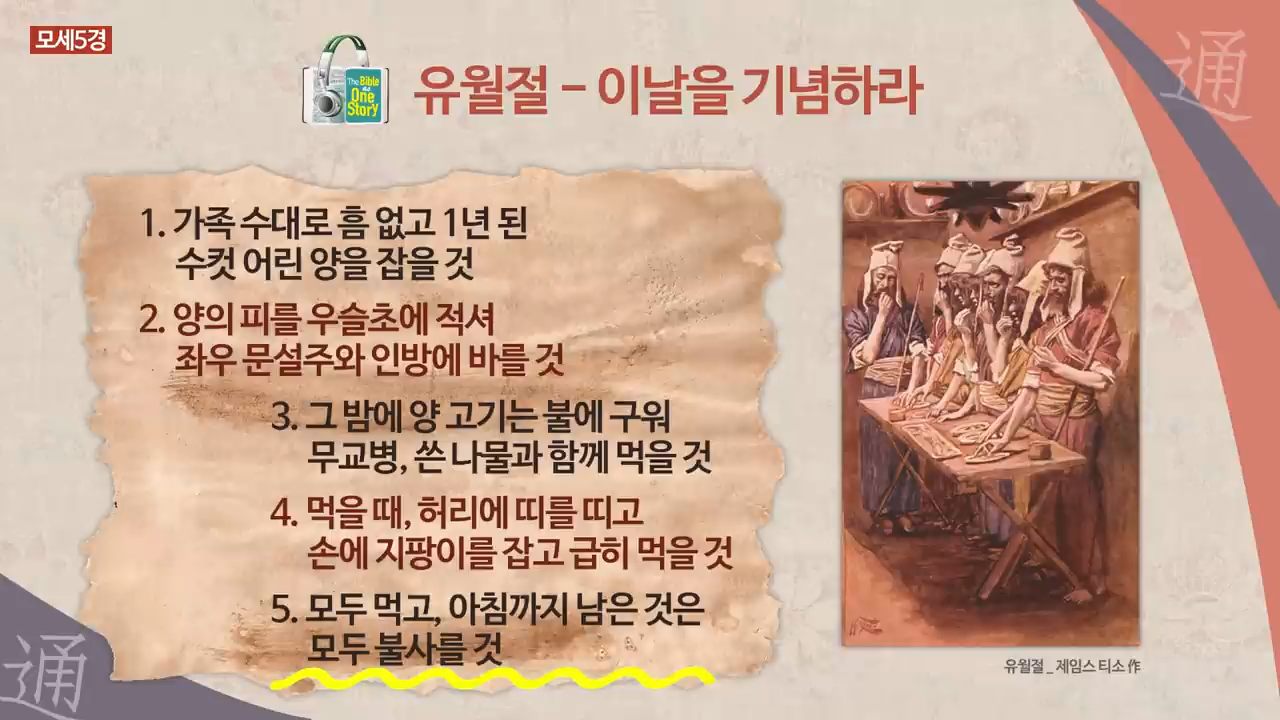 모세5경
The Bible
as
One
Story
유월절 - 이날을 기념하라
通
1. 가족 수대로 흠 없고 1년 된
수컷 어린 양을 잡을 것
2. 양의 피를 우슬초에 적셔
좌우 문설주와 인방에 바를 것
3. 그 밤에 양 고기는 불에 구워
무교병, 쓴 나물과 함께 먹을 것
4. 먹을 때, 허리에 띠를 띠고
손에 지팡이를 잡고 급히 먹을 것
5. 모두 먹고, 아침까지 남은 것은
모두 불사를 것
유월절 _ 제임스 티소 作
通